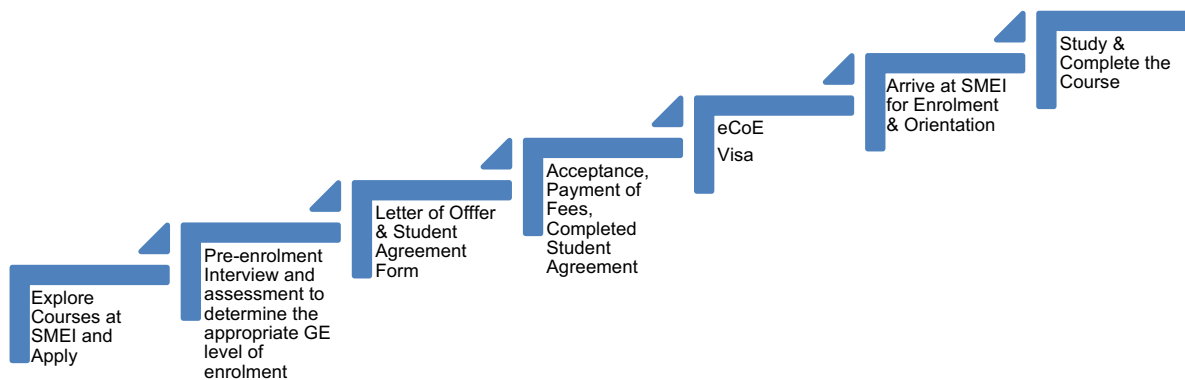 Explore
Courses at
SMEI and
Apply
Pre-enrolment
Interview and
assessment to
determine the
appropriate GE
level of
enrolment
Letter of Offfer
& Student
Agreement
Form
Acceptance,
Payment of
Fees,
Completed
Student
Agreement
eCoE
Visa
Arrive at SMEI
for Enrolment
& Orientation
Study &
Complete the
Course